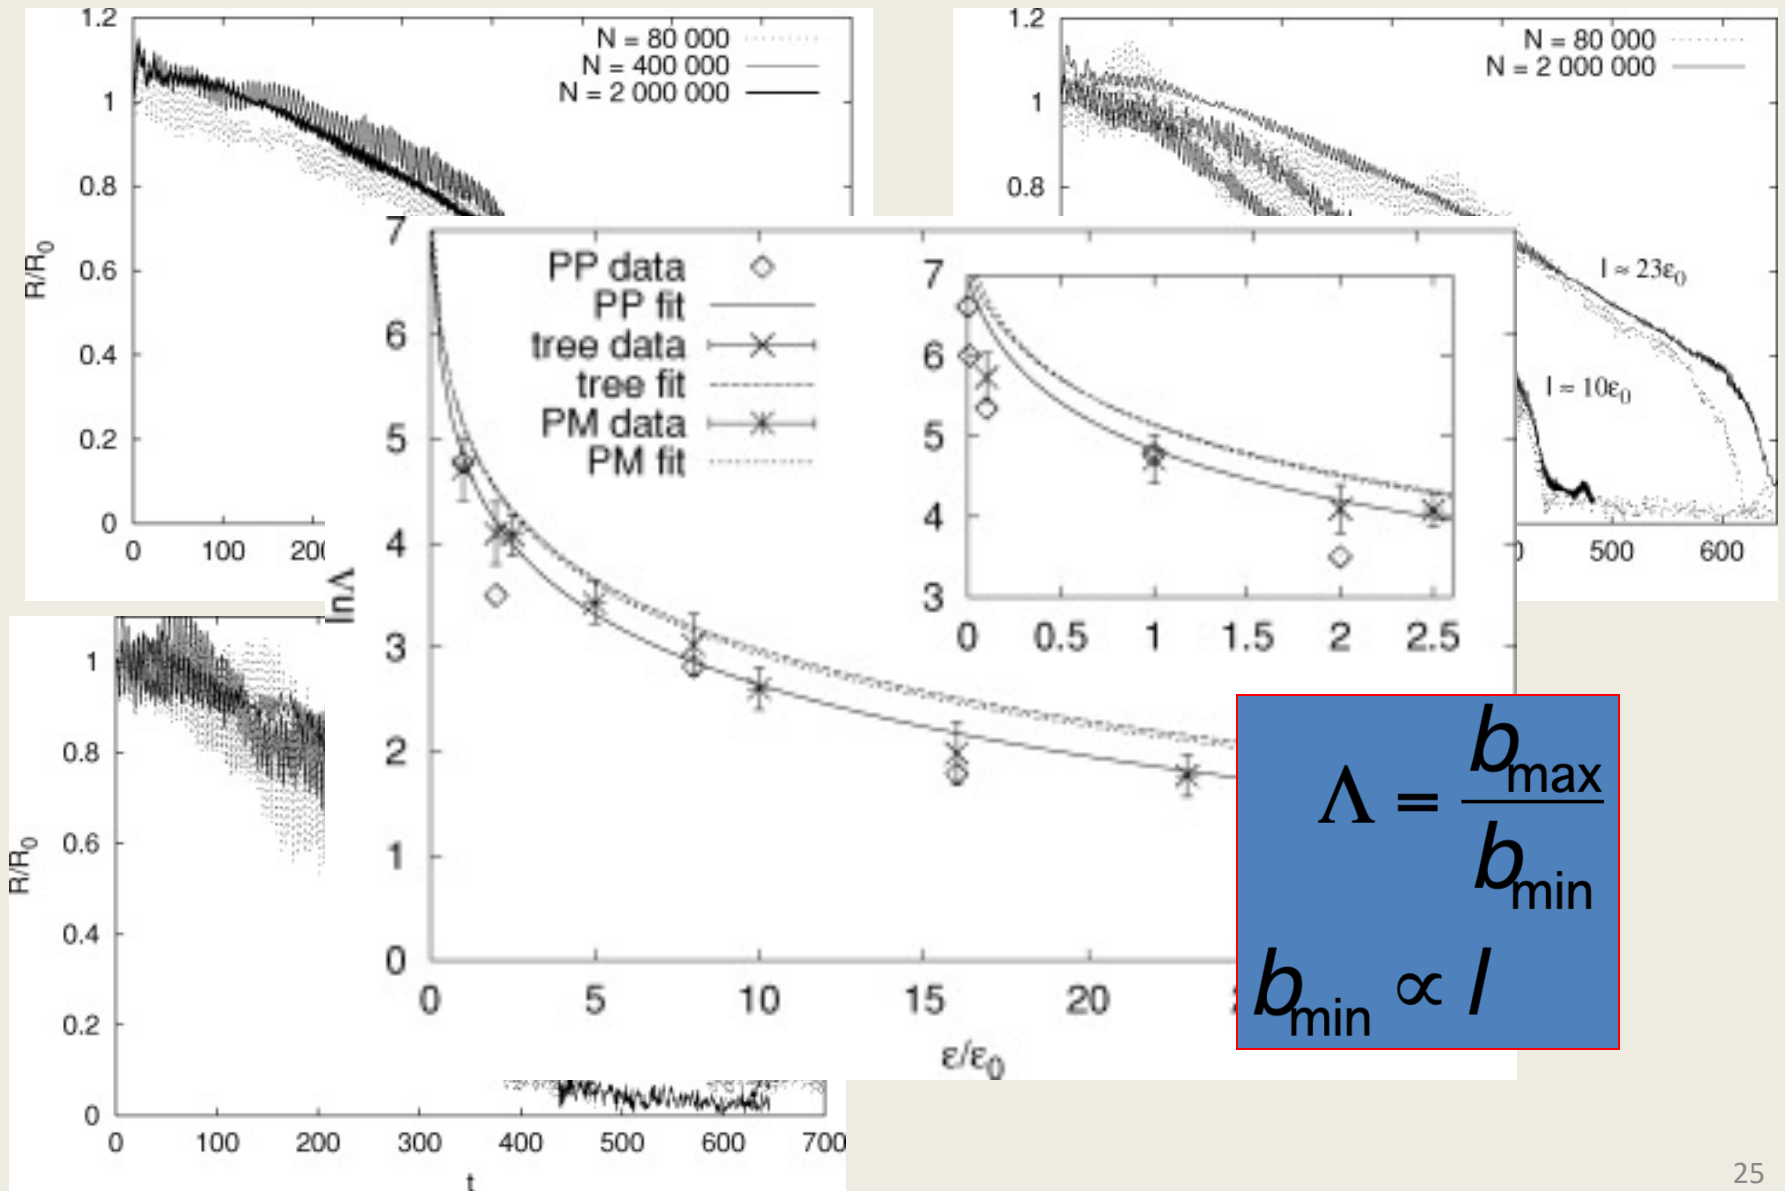 1.2
N = 80 000
N = 400 000
N = 2 000 000
1
0.8
0.6
0.4
0.2
0
R/R₀
0 100
1.2
N = 80 000
N = 2 000 000
1
0.8
l ≈ 23ε₀
l ≈ 10ε₀
500 600
7
6
5
4
3
2
1
0
ln Λ
PP data
PP fit
tree data
tree fit
PM data
PM fit
7
6
5
4
3
0 0.5 1 1.5 2 2.5
0 5 10 15 20
ε/ε₀
Λ = b_max / b_min
b_min ∝ l
1
0.8
0.6
0.4
0.2
0
R/R₀
0 100 200 300 400 500 600 700
t
25